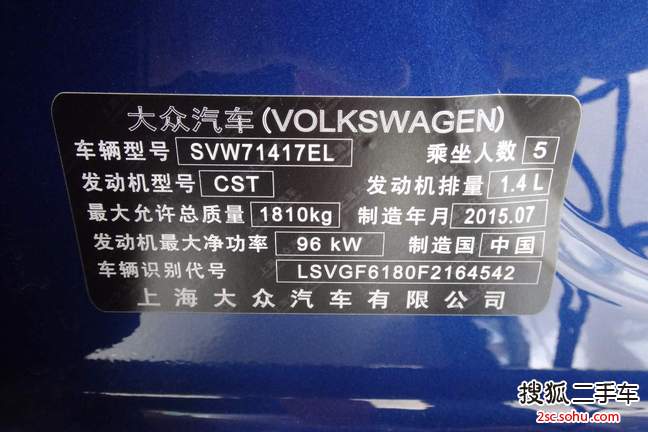 大众汽车(VOLKSWAGEN)
车辆型号 SVW71417EL 乘坐人数 5
发动机型号 CST 发动机排量 1.4 L
最大允许总质量 1810kg 制造年月 2015.07
发动机最大净功率 96 kW 制造国 中国
车辆识别代号 LSVGF6180F2164542
上海大众汽车有限公司
搜狐二手车
2sc.sohu.com